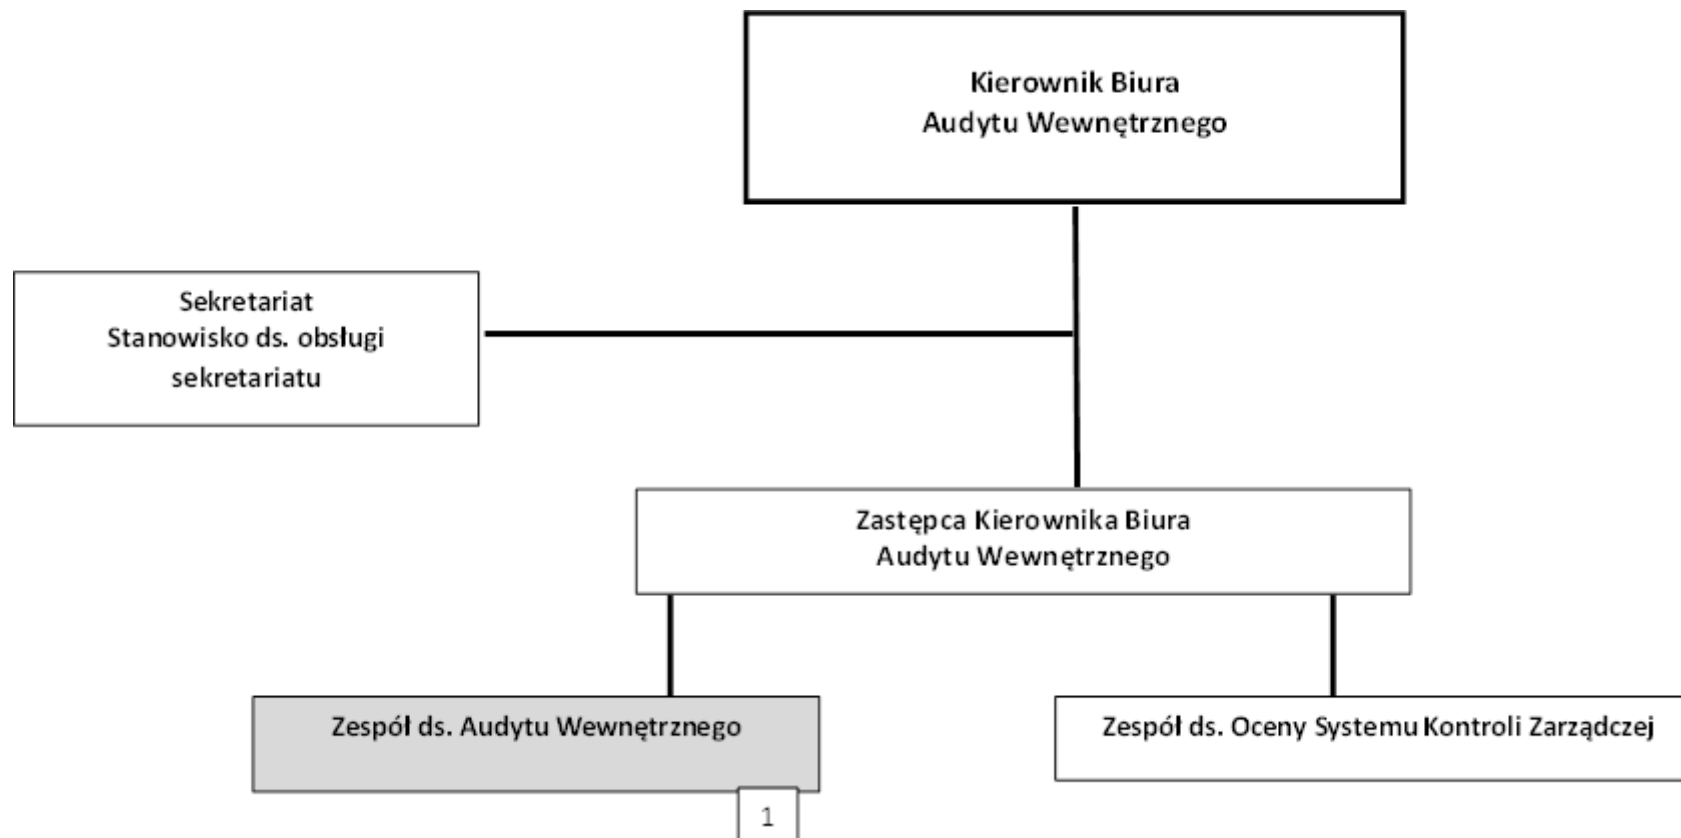 Kierownik Biura
Audytu Wewnętrznego
Sekretariat
Stanowisko ds. obsługi
sekretariatu
Zastępca Kierownika Biura
Audytu Wewnętrznego
Zespół ds. Audytu Wewnętrznego
Zespół ds. Oceny Systemu Kontroli Zarządczej
1